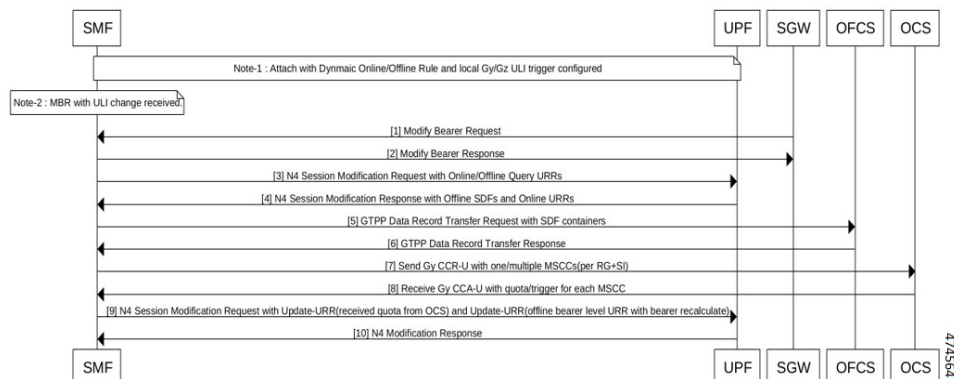 SMF UPF SGW OFCS OCS
Note-1 : Attach with Dynmaic Online/Offline Rule and local Gy/Gz ULI trigger configured
Note-2 : MBR with ULI change received.
[1] Modify Bearer Request
[2] Modify Bearer Response
[3] N4 Session Modification Request with Online/Offline Query URRs
[4] N4 Session Modification Response with Offline SDFs and Online URRs
[5] GTPP Data Record Transfer Request with SDF containers
[6] GTPP Data Record Transfer Response
[7] Send Gy CCR-U with one/multiple MSCCs(per RG+SI)
[8] Receive Gy CCA-U with quota/trigger for each MSCC
[9] N4 Session Modification Request with Update-URR(received quota from OCS) and Update-URR(offline bearer level URR with bearer recalculate)
[10] N4 Modification Response
SMF UPF SGW OFCS OCS
474564